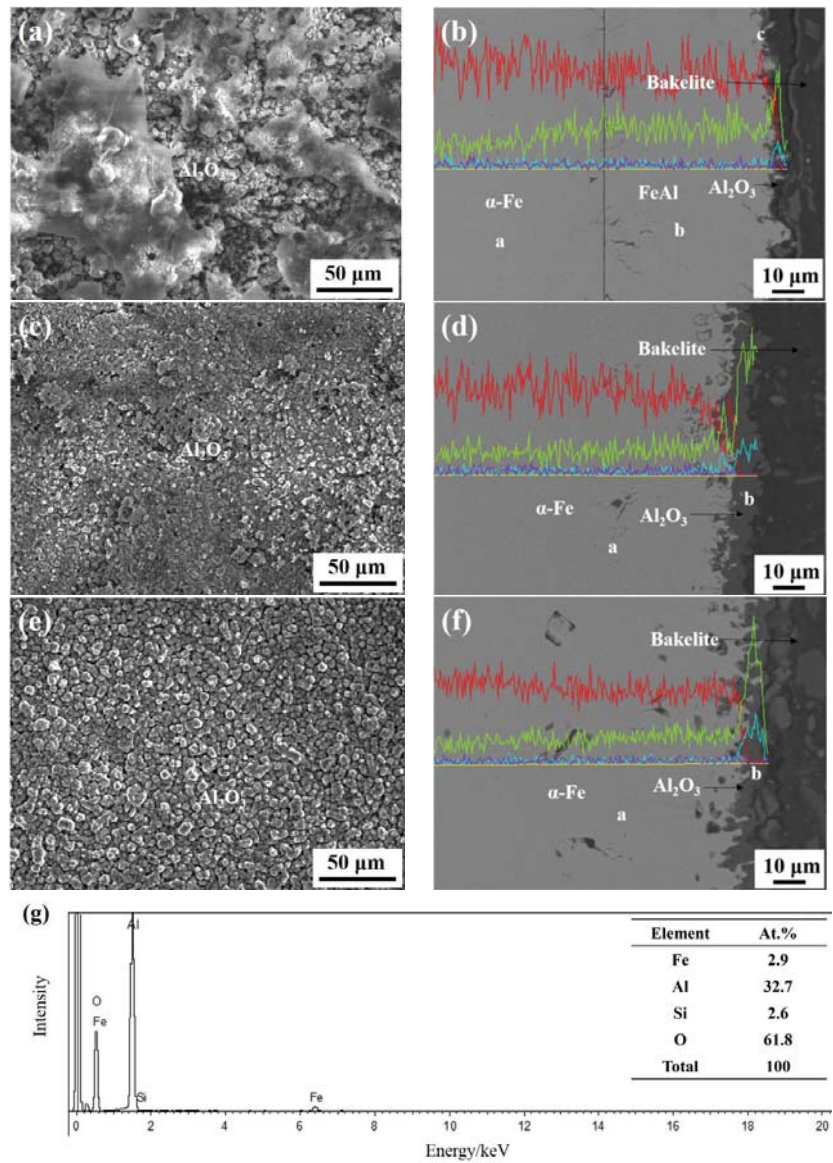 (a)
Al₂O₃
50 μm
(b)
c
Bakelite
Al₂O₃
α-Fe
FeAl
a
b
10 μm
(c)
Al₂O₃
50 μm
(d)
Bakelite
b
α-Fe
Al₂O₃
a
10 μm
(e)
Al₂O₃
50 μm
(f)
Bakelite
b
α-Fe
Al₂O₃
a
10 μm
(g)
Al
O
Fe
Si
Fe
Intensity
Element At.%
Fe 2.9
Al 32.7
Si 2.6
O 61.8
Total 100
0 2 4 6 8 10 12 14 16 18 20
Energy/keV